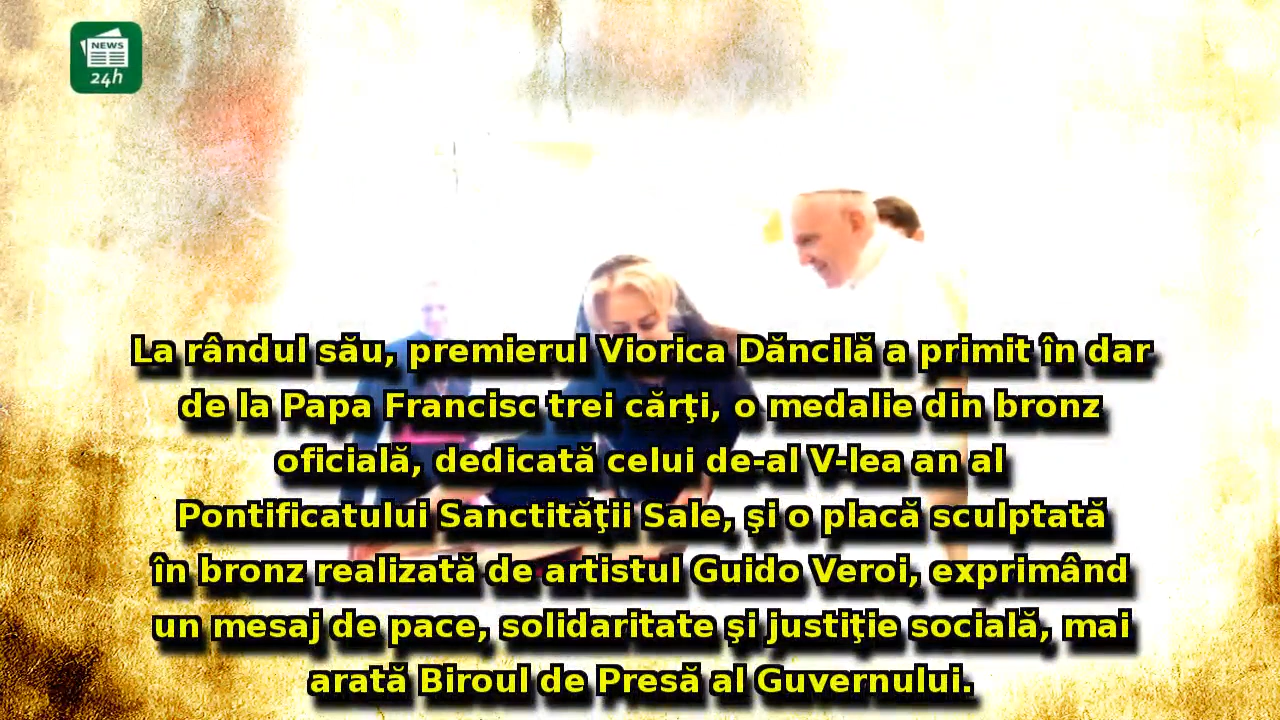 NEWS
24h
La rândul său, premierul Viorica Dăncilă a primit în dar
de la Papa Francisc trei cărţi, o medalie din bronz
oficială, dedicată celui de-al V-lea an al
Pontificatului Sanctităţii Sale, şi o placă sculptată
în bronz realizată de artistul Guido Veroi, exprimând
un mesaj de pace, solidaritate şi justiţie socială, mai
arată Biroul de Presă al Guvernului.